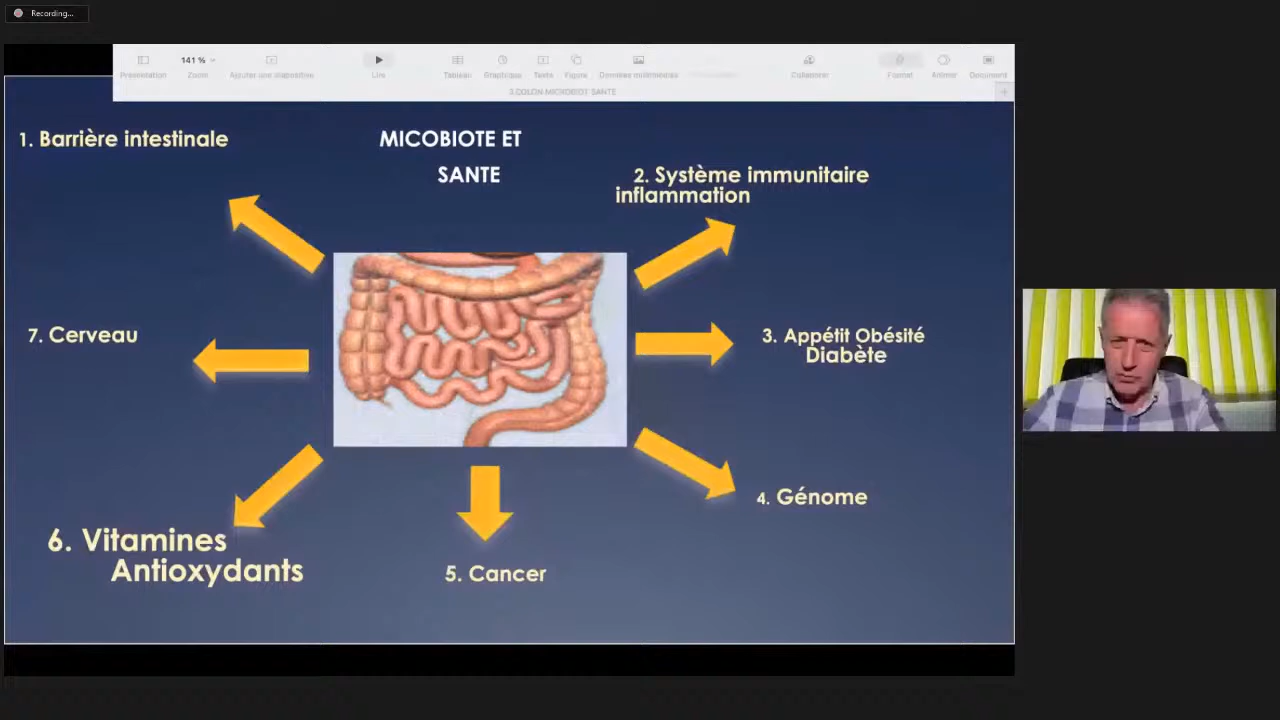 Recording...
141 %
Présentation Zoom Ajouter une diapositive Lire Tableau Graphique Texte Figure Données multimédias Collaborer Format Animer Document
3.COLON MICROBIOT SANTE
1. Barrière intestinale
MICOBIOTE ET
SANTE
2. Système immunitaire
inflammation
7. Cerveau
3. Appétit Obésité
Diabète
4. Génome
6. Vitamines
Antioxydants
5. Cancer